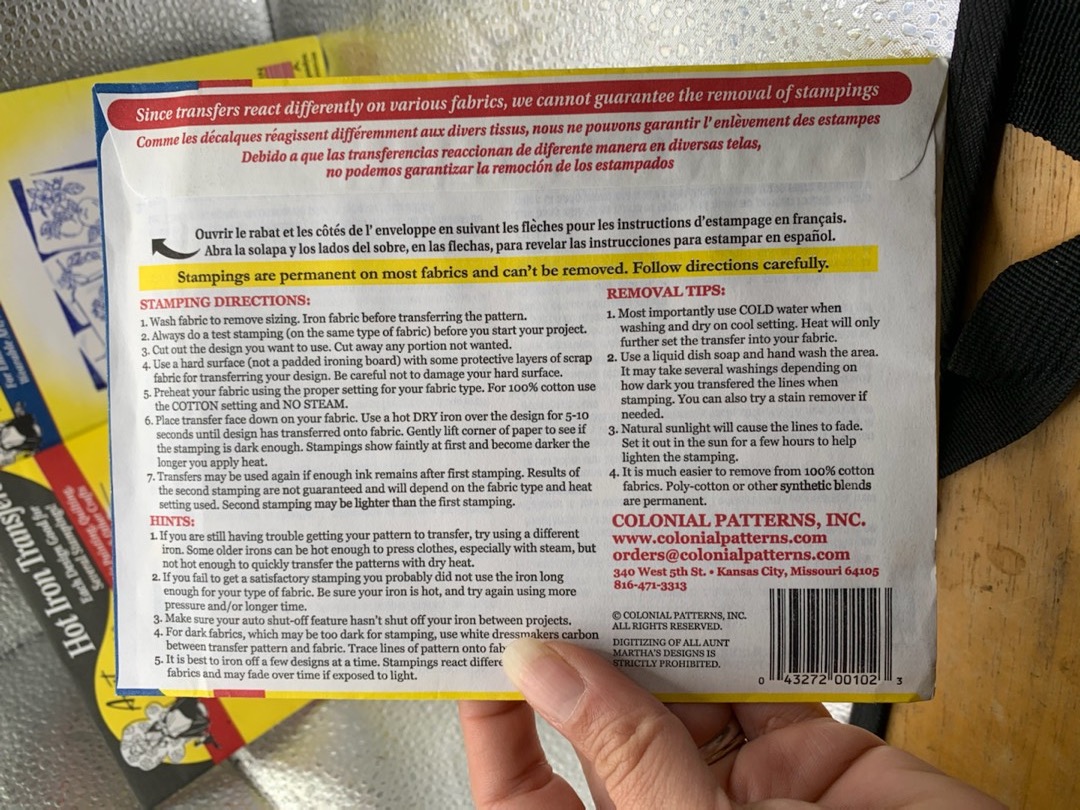 Since transfers react differently on various fabrics, we cannot guarantee the removal of stampings
Comme les décalques réagissent différemment aux divers tissus, nous ne pouvons garantir l'enlèvement des estampes
Debido a que las transferencias reaccionan de diferente manera en diversas telas,
no podemos garantizar la remoción de los estampados
Ouvrir le rabat et les côtés de l' enveloppe en suivant les flèches pour les instructions d'estampage en français.
Abra la solapa y los lados del sobre, en las flechas, para revelar las instrucciones para estampar en español.
Stampings are permanent on most fabrics and can't be removed. Follow directions carefully.
STAMPING DIRECTIONS:
1. Wash fabric to remove sizing. Iron fabric before transferring the pattern.
2. Always do a test stamping (on the same type of fabric) before you start your project.
3. Cut out the design you want to use. Cut away any portion not wanted.
4. Use a hard surface (not a padded ironing board) with some protective layers of scrap
fabric for transferring your design. Be careful not to damage your hard surface.
5. Preheat your fabric using the proper setting for your fabric type. For 100% cotton use
the COTTON setting and NO STEAM.
6. Place transfer face down on your fabric. Use a hot DRY iron over the design for 5-10
seconds until design has transferred onto fabric. Gently lift corner of paper to see if
the stamping is dark enough. Stampings show faintly at first and become darker the
longer you apply heat.
7. Transfers may be used again if enough ink remains after first stamping. Results of
the second stamping are not guaranteed and will depend on the fabric type and heat
setting used. Second stamping may be lighter than the first stamping.
HINTS:
1. If you are still having trouble getting your pattern to transfer, try using a different
iron. Some older irons can be hot enough to press clothes, especially with steam, but
not hot enough to quickly transfer the patterns with dry heat.
2. If you fail to get a satisfactory stamping you probably did not use the iron long
enough for your type of fabric. Be sure your iron is hot, and try again using more
pressure and/or longer time.
3. Make sure your auto shut-off feature hasn't shut off your iron between projects.
4. For dark fabrics, which may be too dark for stamping, use white dressmakers carbon
between transfer pattern and fabric. Trace lines of pattern onto fab
5. It is best to iron off a few designs at a time. Stampings react differe
fabrics and may fade over time if exposed to light.
REMOVAL TIPS:
1. Most importantly use COLD water when
washing and dry on cool setting. Heat will only
further set the transfer into your fabric.
2. Use a liquid dish soap and hand wash the area.
It may take several washings depending on
how dark you transfered the lines when
stamping. You can also try a stain remover if
needed.
3. Natural sunlight will cause the lines to fade.
Set it out in the sun for a few hours to help
lighten the stamping.
4. It is much easier to remove from 100% cotton
fabrics. Poly-cotton or other synthetic blends
are permanent.
COLONIAL PATTERNS, INC.
www.colonialpatterns.com
orders@colonialpatterns.com
340 West 5th St. • Kansas City, Missouri 64105
816-471-3313
© COLONIAL PATTERNS, INC.
ALL RIGHTS RESERVED.
DIGITIZING OF ALL AUNT
MARTHA'S DESIGNS IS
STRICTLY PROHIBITED.
0 43272 00102 3
Hot Iron Transfers